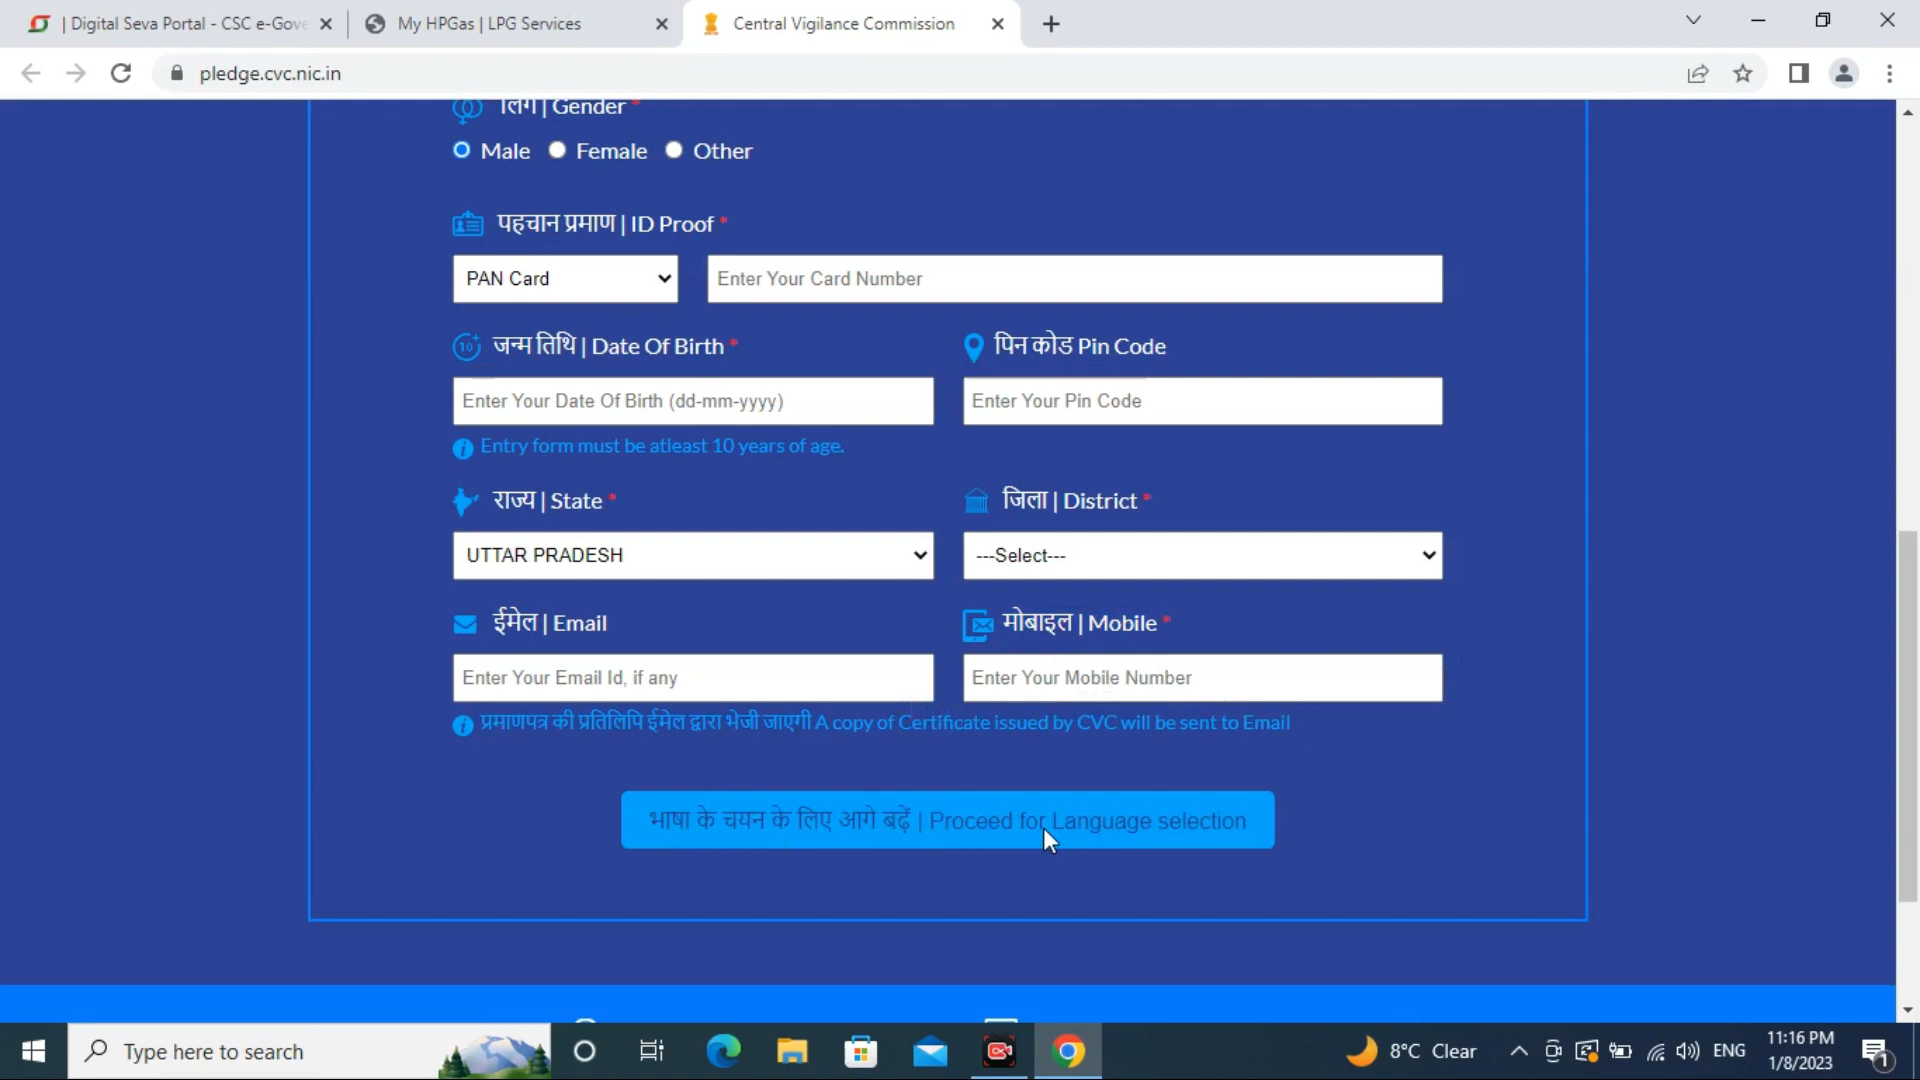 | Digital Seva Portal - CSC e-Gove
My HPGas | LPG Services
Central Vigilance Commission
pledge.cvc.nic.in
लिंग | Gender *
Male Female Other
पहचान प्रमाण | ID Proof *
PAN Card
Enter Your Card Number
जन्म तिथि | Date Of Birth *
पिन कोड Pin Code
Enter Your Date Of Birth (dd-mm-yyyy)
Enter Your Pin Code
Entry form must be atleast 10 years of age.
राज्य | State *
जिला | District *
UTTAR PRADESH
---Select---
ईमेल | Email
मोबाइल | Mobile *
Enter Your Email Id, if any
Enter Your Mobile Number
प्रमाणपत्र की प्रतिलिपि ईमेल द्वारा भेजी जाएगी A copy of Certificate issued by CVC will be sent to Email
भाषा के चयन के लिए आगे बढ़ें | Proceed for Language selection
Type here to search
8°C Clear
ENG
11:16 PM
1/8/2023
1